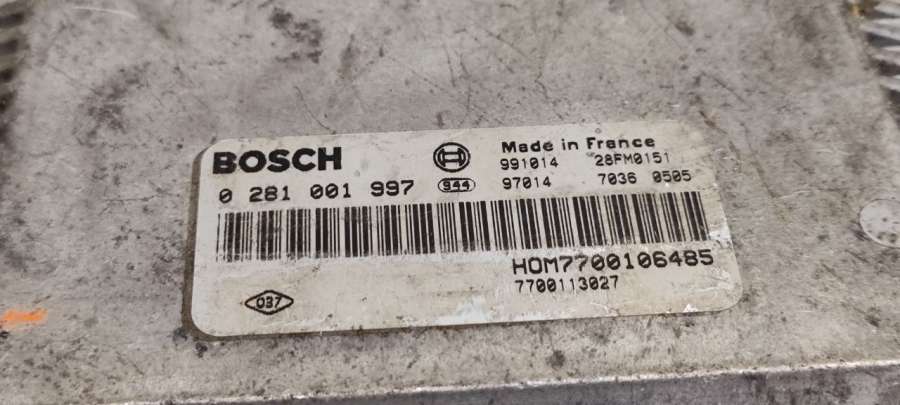 BOSCH
Made in France
991014 28FM0151
0 281 001 997 944 97014 7036 0505
HOM7700106485
7700113027
037